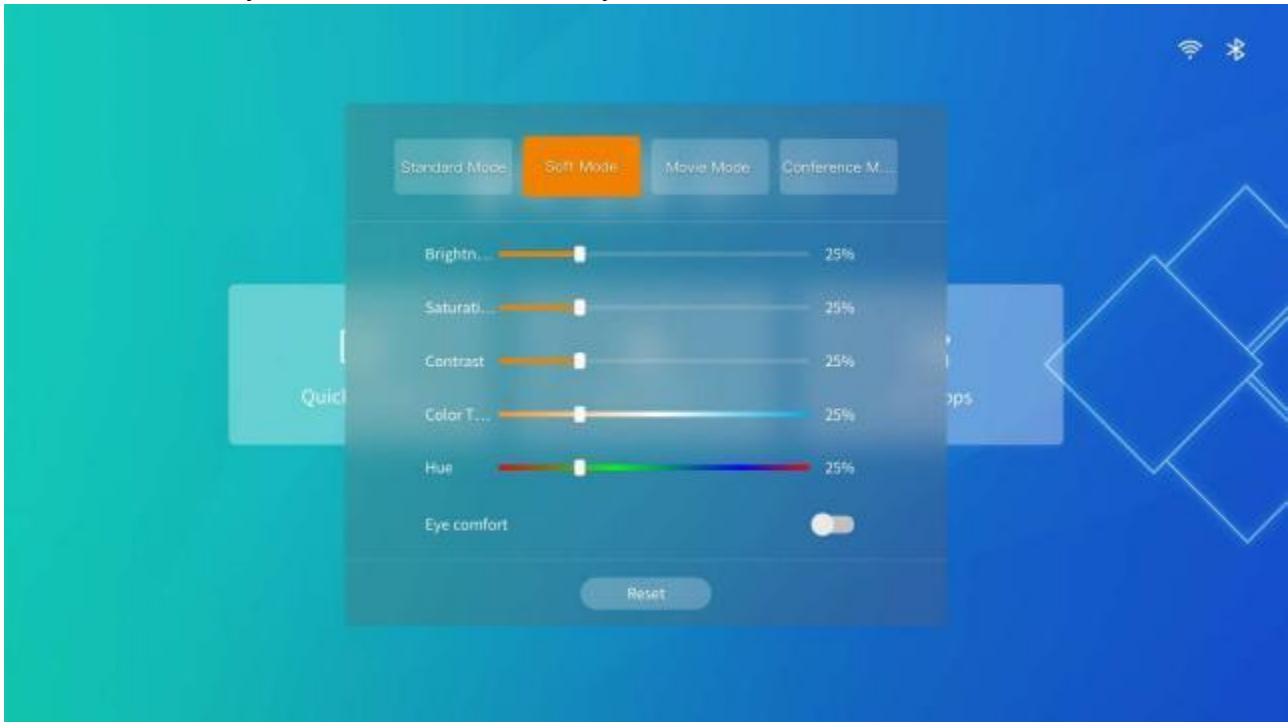 Standard Mode Soft Mode Movie Mode Conference M...
Brightn... 25%
Saturati... 25%
Contrast 25%
Color T... 25%
Quic
Hue 25%
Eye comfort
Reset